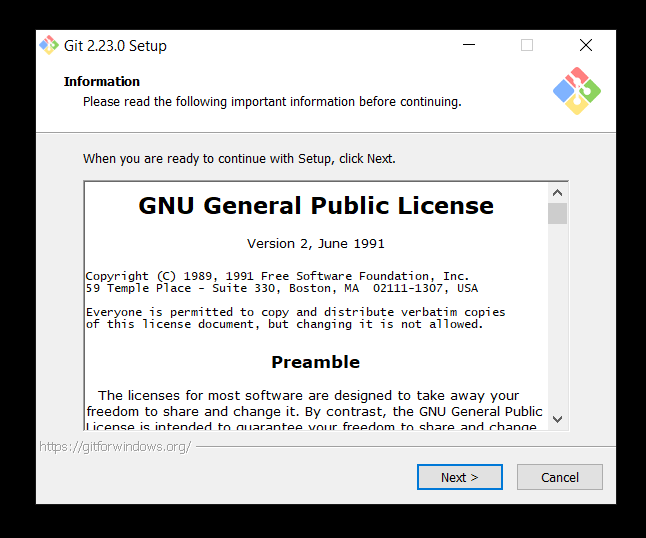 Git 2.23.0 Setup
Information
Please read the following important information before continuing.
When you are ready to continue with Setup, click Next.
GNU General Public License
Version 2, June 1991
Copyright (C) 1989, 1991 Free Software Foundation, Inc.
59 Temple Place - Suite 330, Boston, MA  02111-1307, USA
Everyone is permitted to copy and distribute verbatim copies
of this license document, but changing it is not allowed.
Preamble
The licenses for most software are designed to take away your
freedom to share and change it. By contrast, the GNU General Public
License is intended to guarantee your freedom to share and change
https://gitforwindows.org/
Next >
Cancel